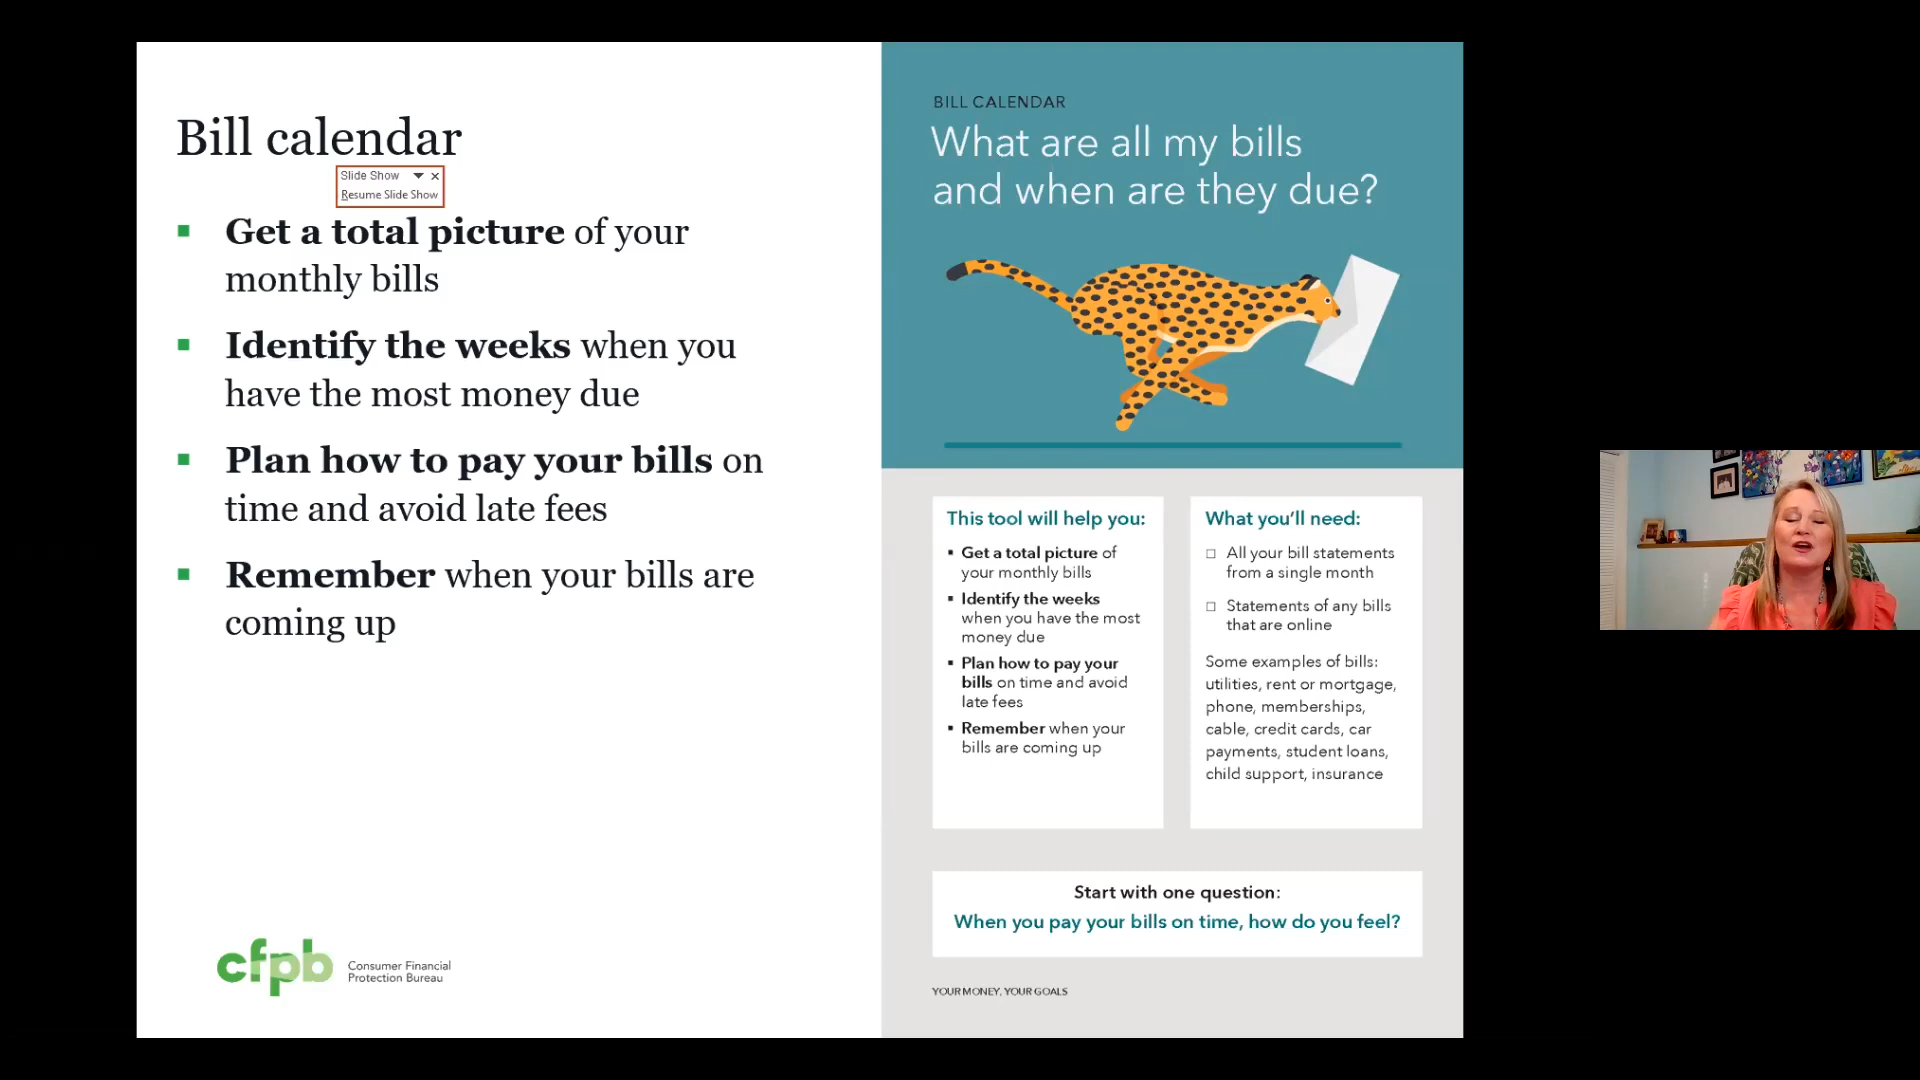 Bill calendar
Slide Show
Resume Slide Show
Get a total picture of your
monthly bills
Identify the weeks when you
have the most money due
Plan how to pay your bills on
time and avoid late fees
Remember when your bills are
coming up
cfpb
Consumer Financial
Protection Bureau
BILL CALENDAR
What are all my bills
and when are they due?
This tool will help you:
Get a total picture of
your monthly bills
Identify the weeks
when you have the most
money due
Plan how to pay your
bills on time and avoid
late fees
Remember when your
bills are coming up
What you'll need:
All your bill statements
from a single month
Statements of any bills
that are online
Some examples of bills:
utilities, rent or mortgage,
phone, memberships,
cable, credit cards, car
payments, student loans,
child support, insurance
Start with one question:
When you pay your bills on time, how do you feel?
YOUR MONEY, YOUR GOALS